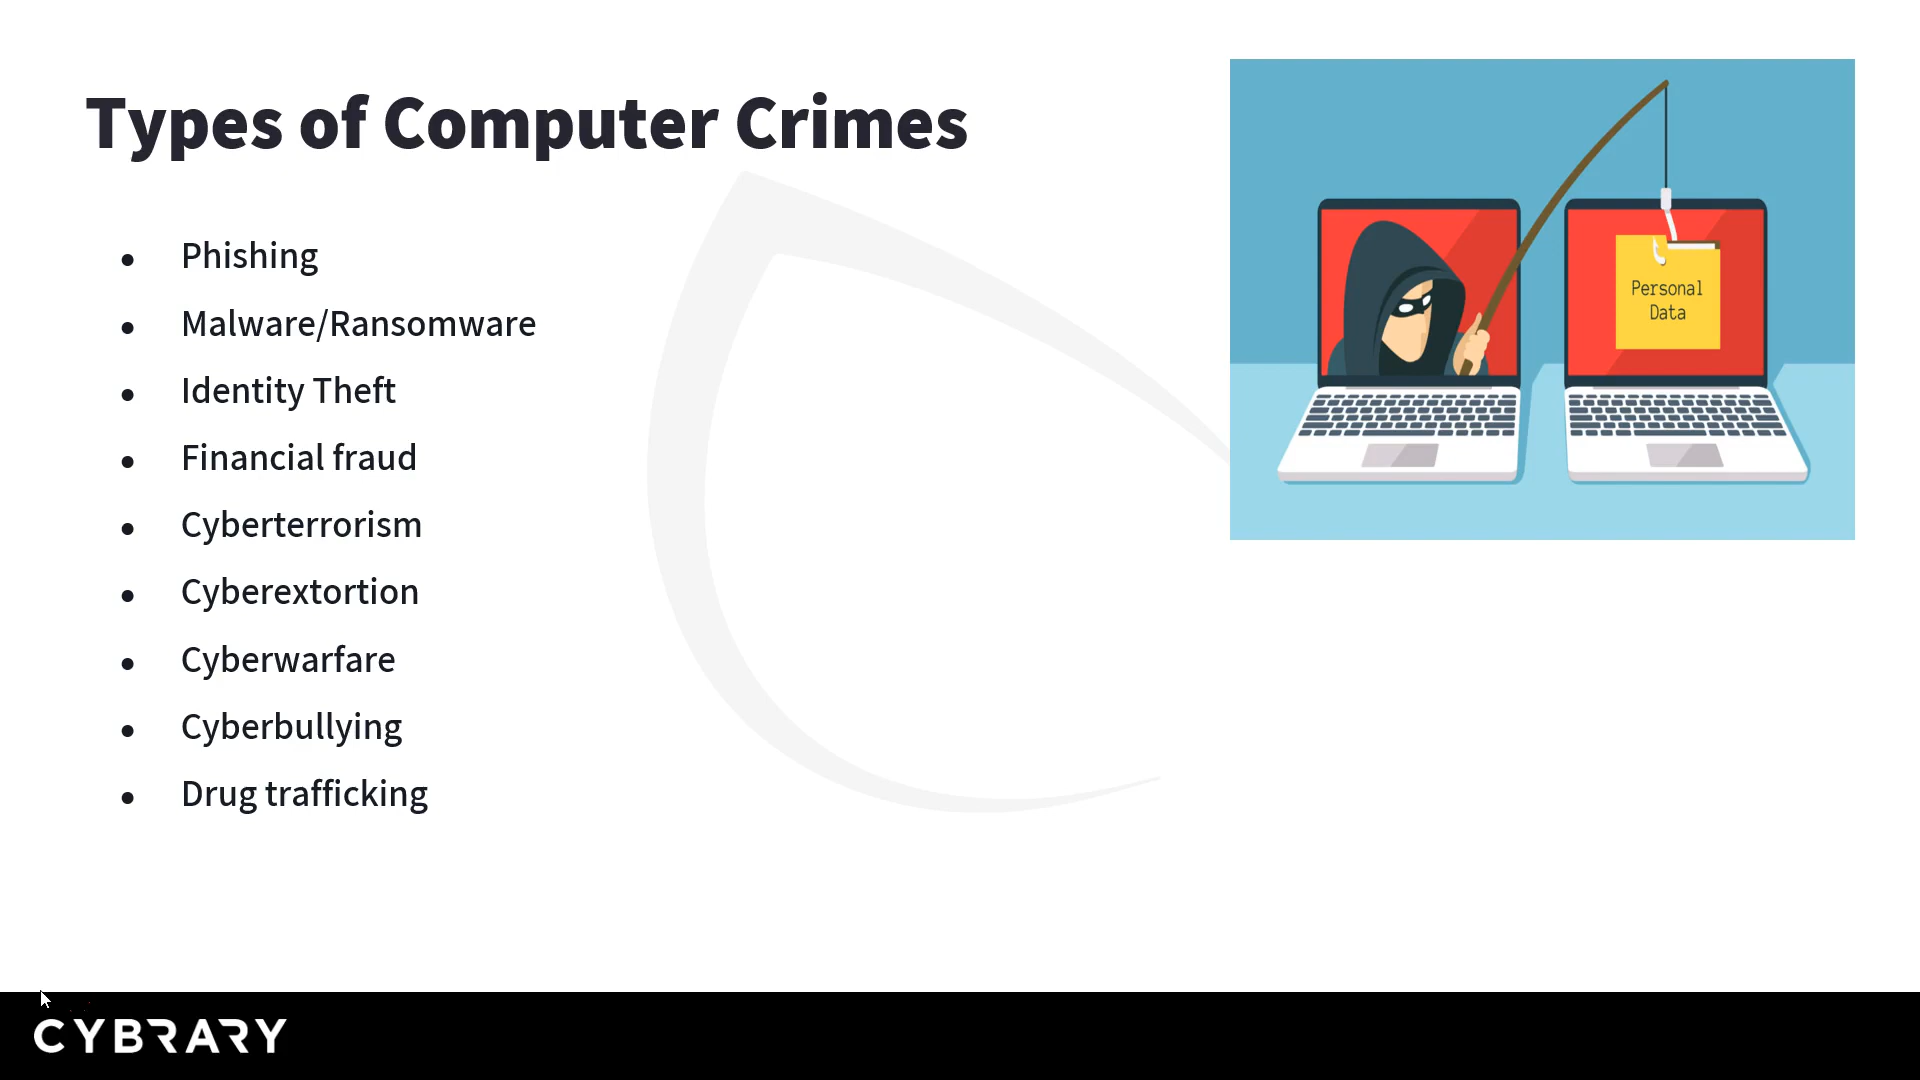 Types of Computer Crimes
● Phishing
● Malware/Ransomware
● Identity Theft
● Financial fraud
● Cyberterrorism
● Cyberextortion
● Cyberwarfare
● Cyberbullying
● Drug trafficking
Personal
Data
CYBRARY